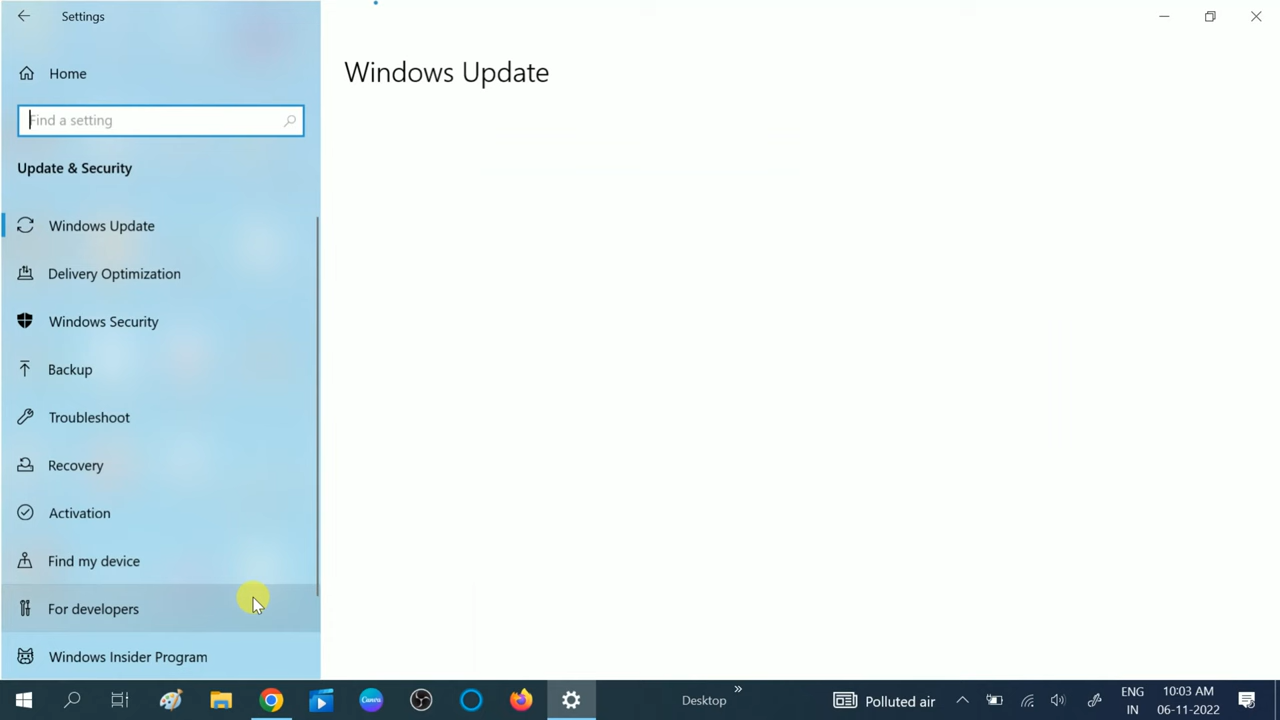 Settings
Home
Find a setting
Update & Security
Windows Update
Delivery Optimization
Windows Security
Backup
Troubleshoot
Recovery
Activation
Find my device
For developers
Windows Insider Program
Windows Update
Canva
Desktop
»
Polluted air
ENG
IN
10:03 AM
06-11-2022